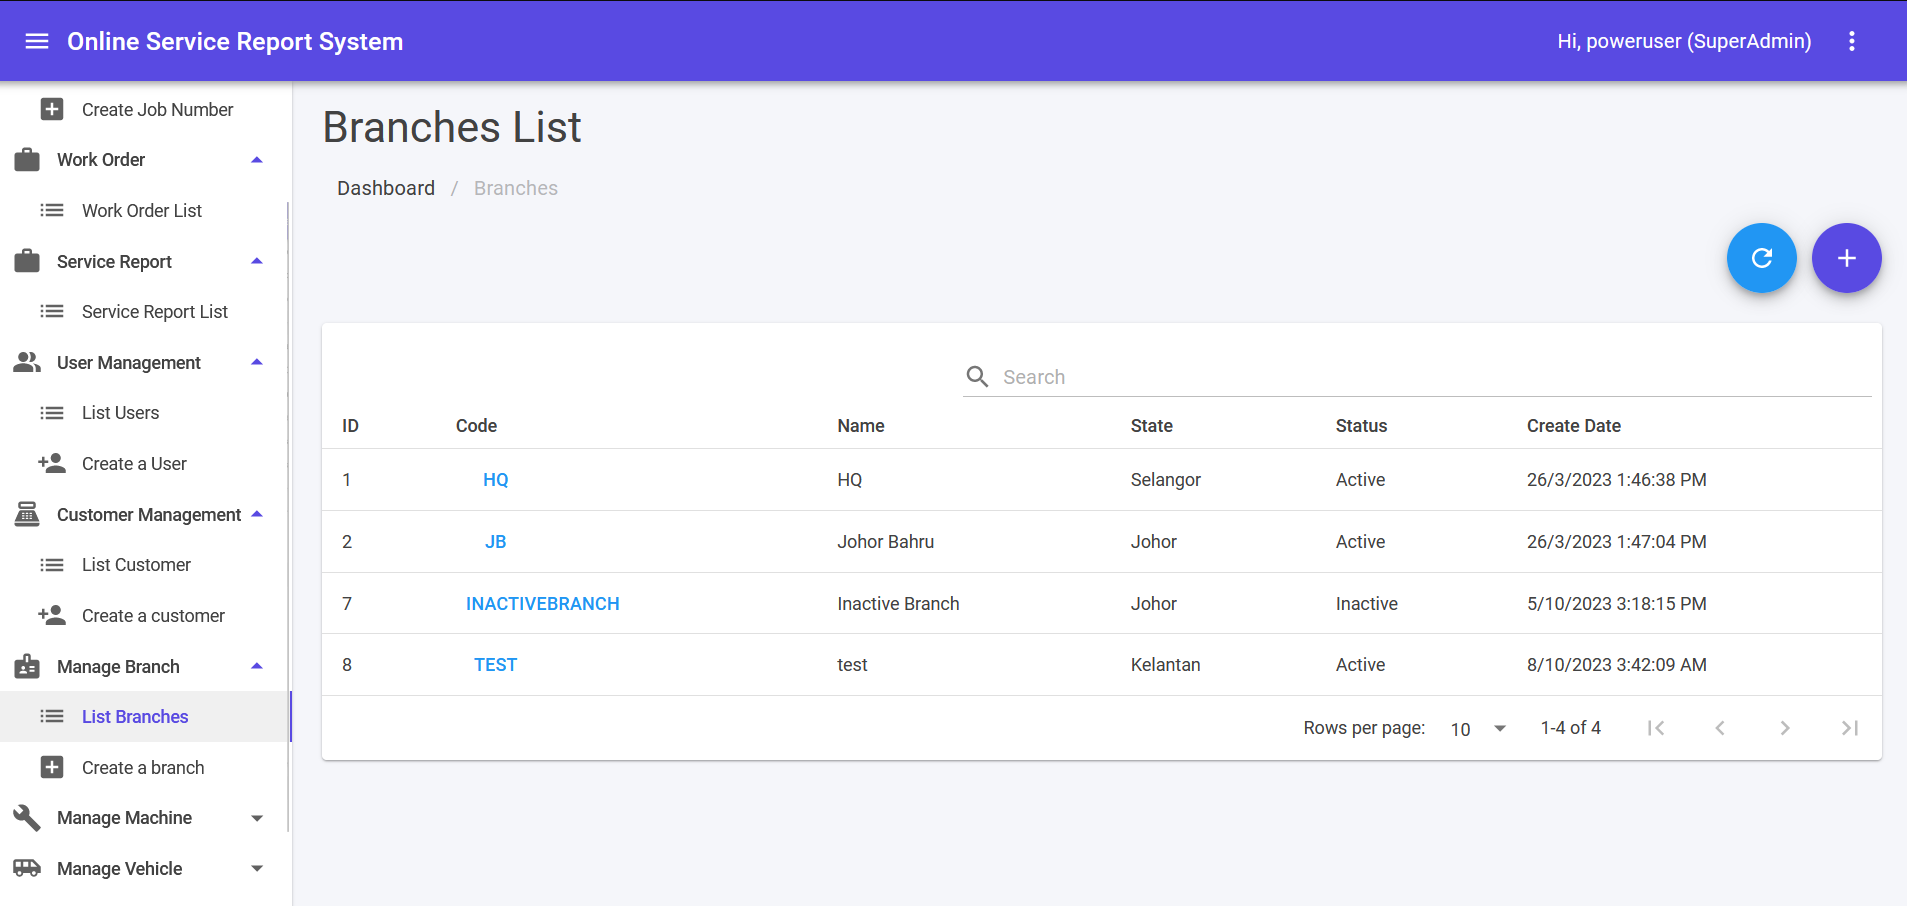 Online Service Report System
Hi, poweruser (SuperAdmin)
Create Job Number
Work Order
Work Order List
Service Report
Service Report List
User Management
List Users
Create a User
Customer Management
List Customer
Create a customer
Manage Branch
List Branches
Create a branch
Manage Machine
Manage Vehicle
Branches List
Dashboard / Branches
Search
ID Code Name State Status Create Date
1 HQ HQ Selangor Active 26/3/2023 1:46:38 PM
2 JB Johor Bahru Johor Active 26/3/2023 1:47:04 PM
7 INACTIVEBRANCH Inactive Branch Johor Inactive 5/10/2023 3:18:15 PM
8 TEST test Kelantan Active 8/10/2023 3:42:09 AM
Rows per page: 10 1-4 of 4